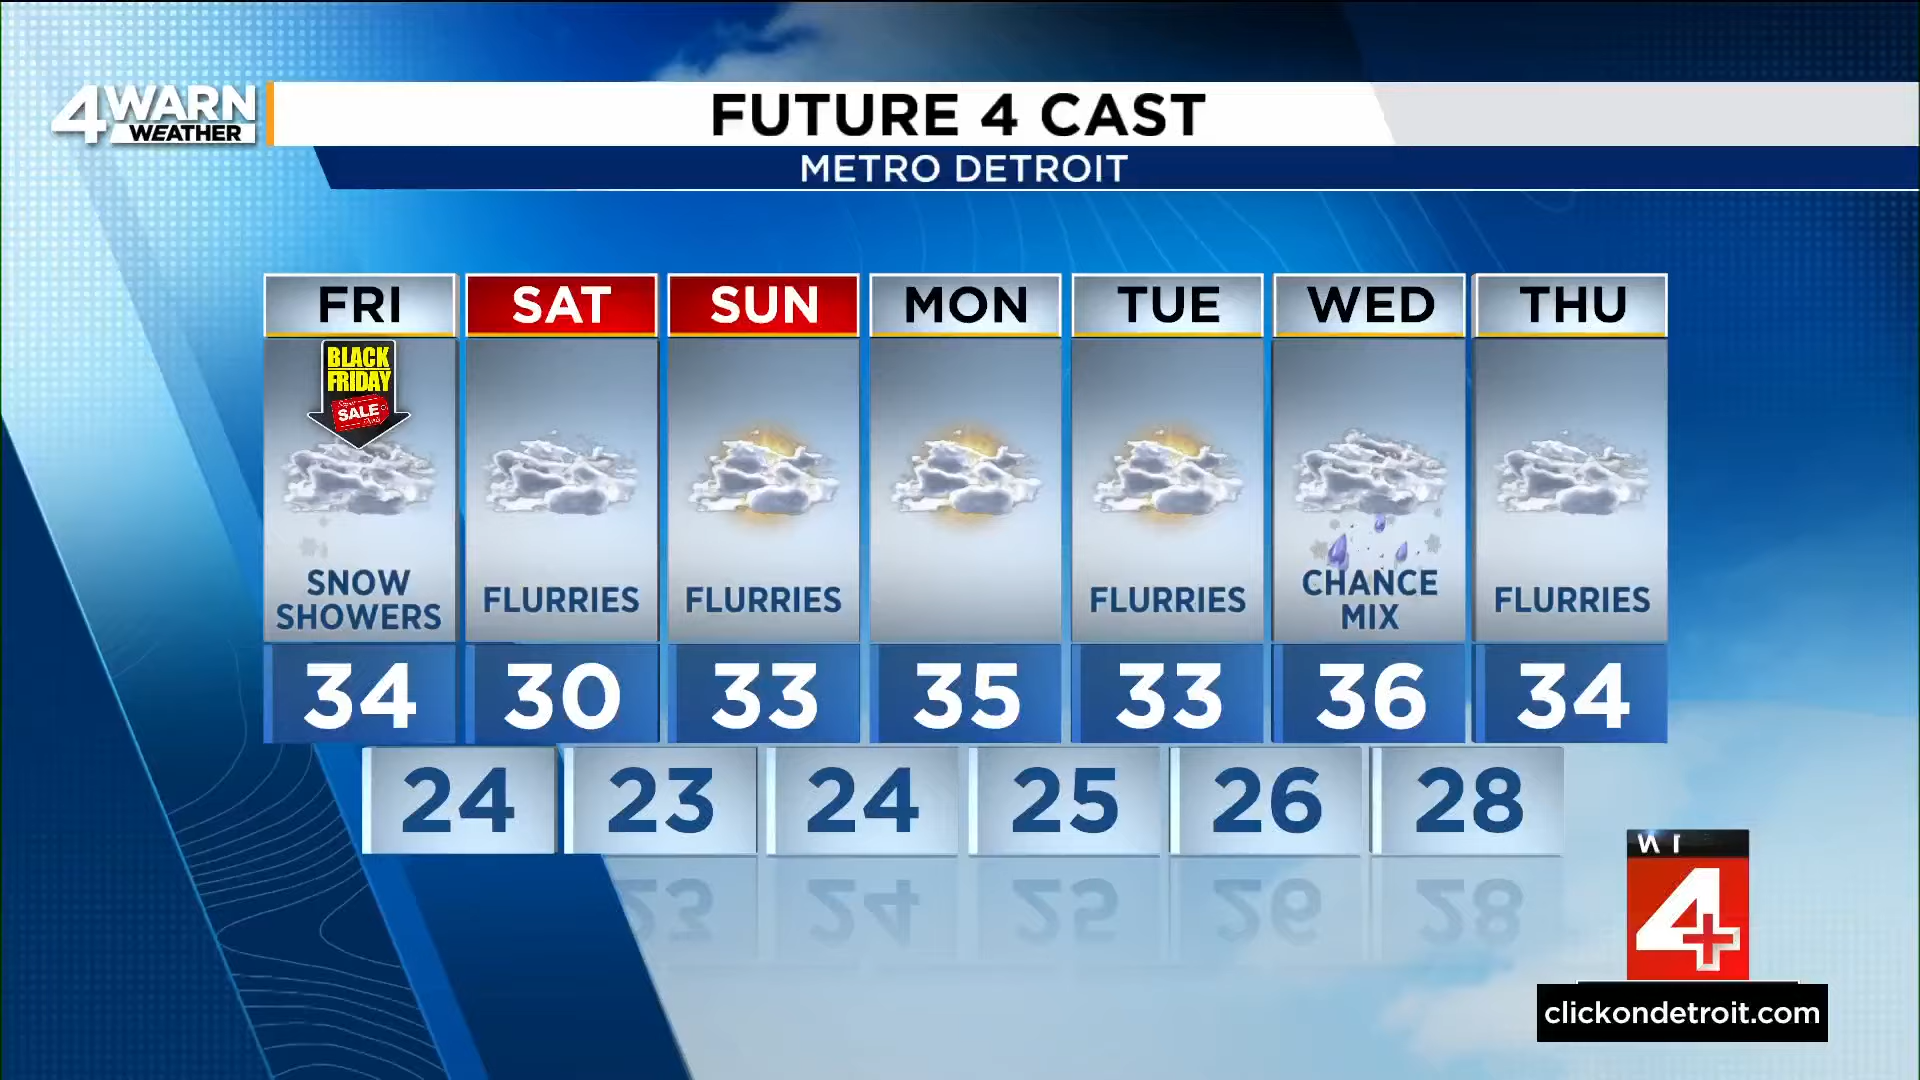 4WARN
WEATHER
FUTURE 4 CAST
METRO DETROIT
FRI SAT SUN MON TUE WED THU
BLACK
FRIDAY
SALE
SNOW
SHOWERS
FLURRIES
FLURRIES
FLURRIES
CHANCE
MIX
FLURRIES
34 30 33 35 33 36 34
24 23 24 25 26 28
4
clickondetroit.com